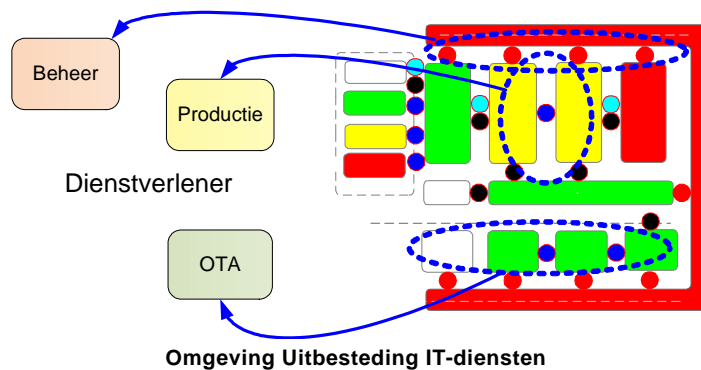 Beheer
Productie
Dienstverlener
OTA
Omgeving Uitbesteding IT-diensten